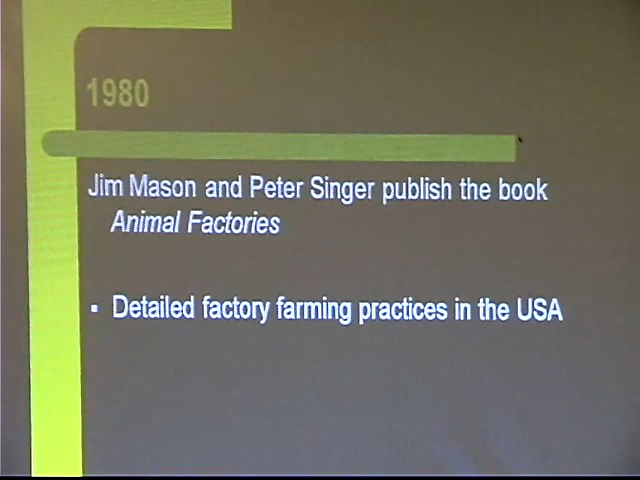 1980
Jim Mason and Peter Singer publish the book
Animal Factories
▪ Detailed factory farming practices in the USA